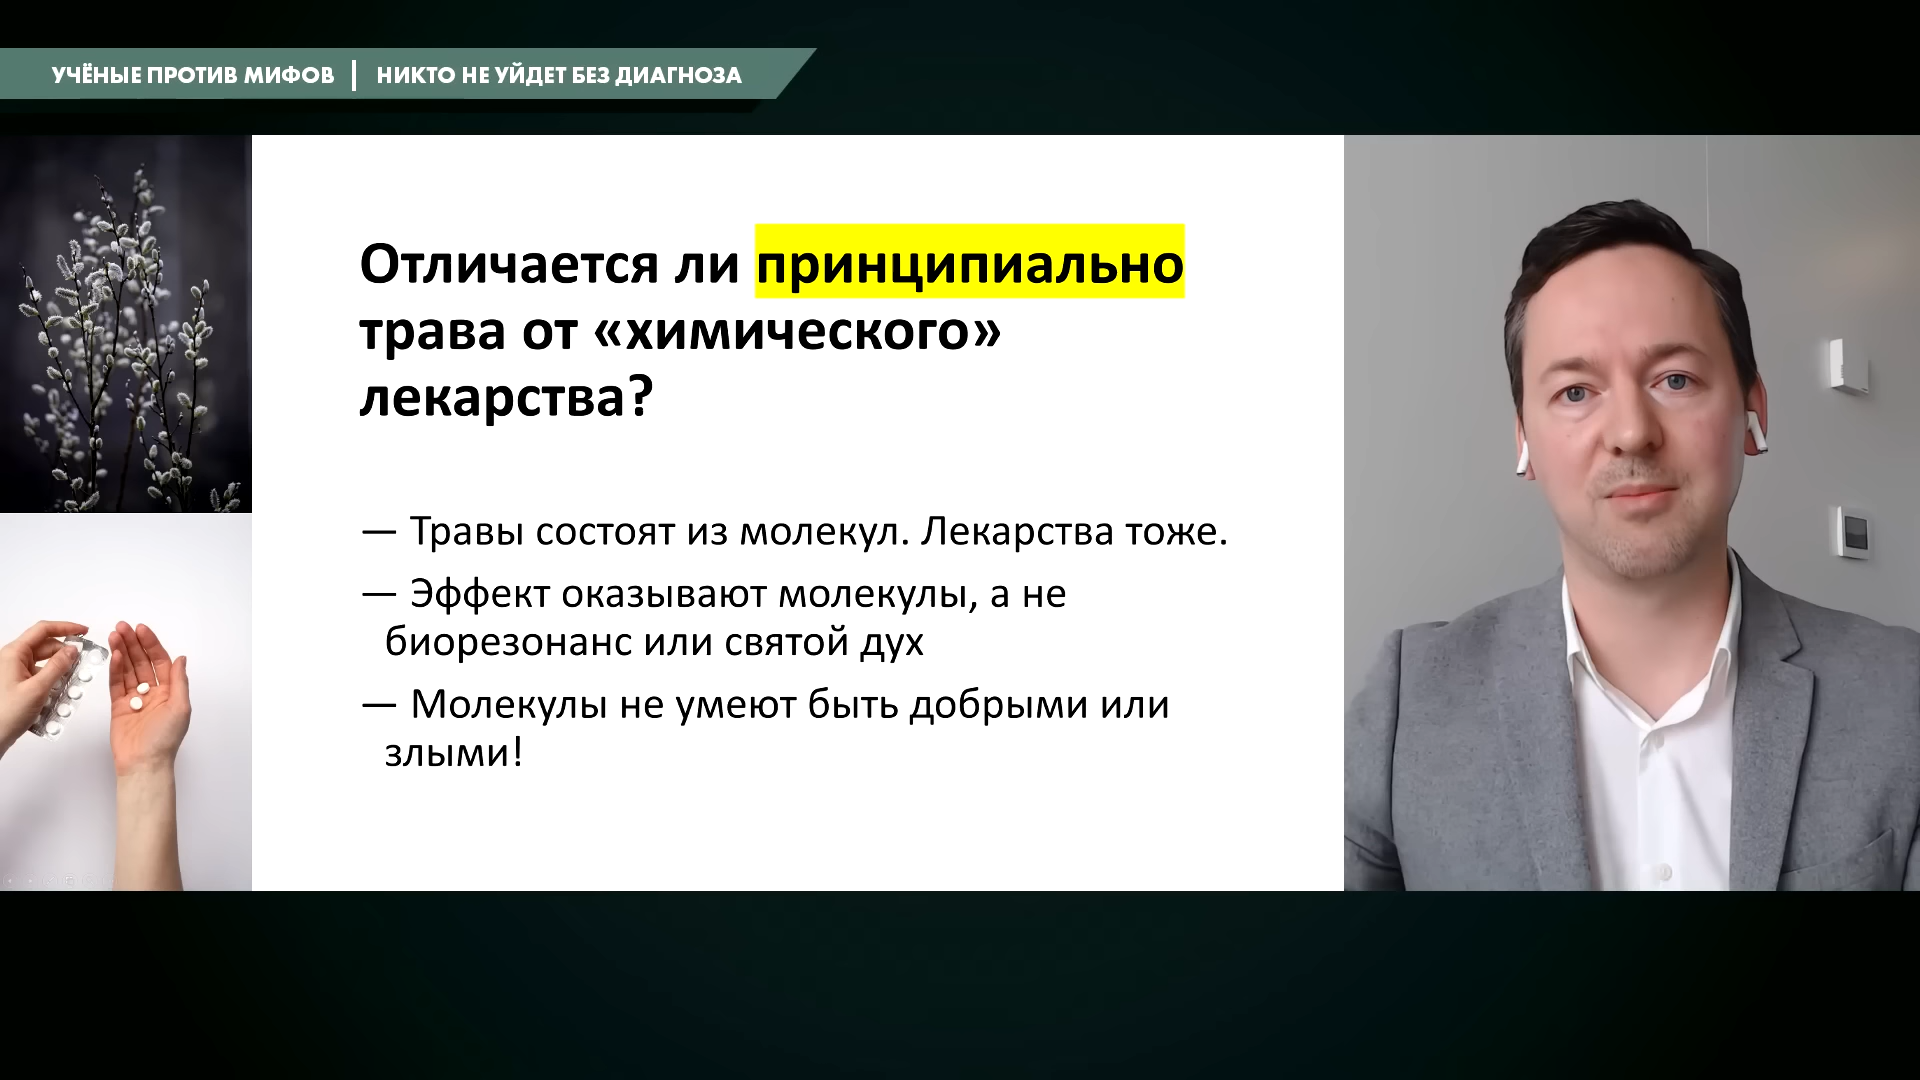 УЧЁНЫЕ ПРОТИВ МИФОВ | НИКТО НЕ УЙДЕТ БЕЗ ДИАГНОЗА
Отличается ли принципиально
трава от «химического»
лекарства?
— Травы состоят из молекул. Лекарства тоже.
— Эффект оказывают молекулы, а не
биорезонанс или святой дух
— Молекулы не умеют быть добрыми или
злыми!